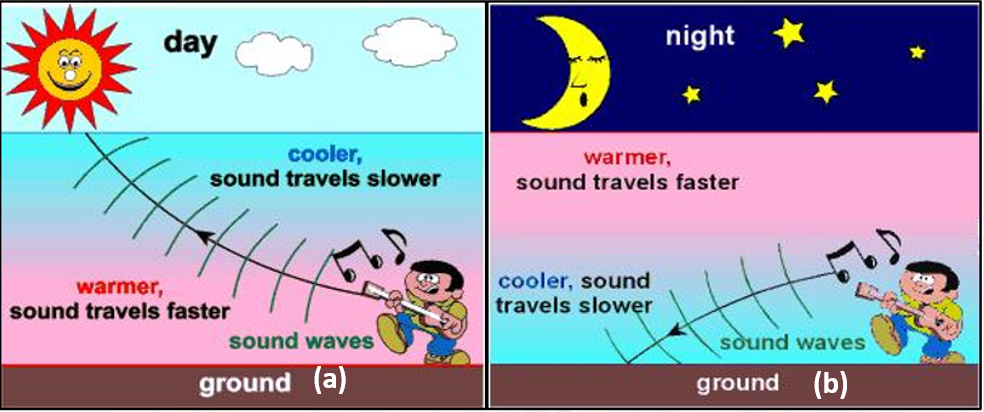 day
cooler,
sound travels slower
warmer,
sound travels faster
sound waves
ground (a)
night
warmer,
sound travels faster
cooler, sound
travels slower
sound waves
ground (b)